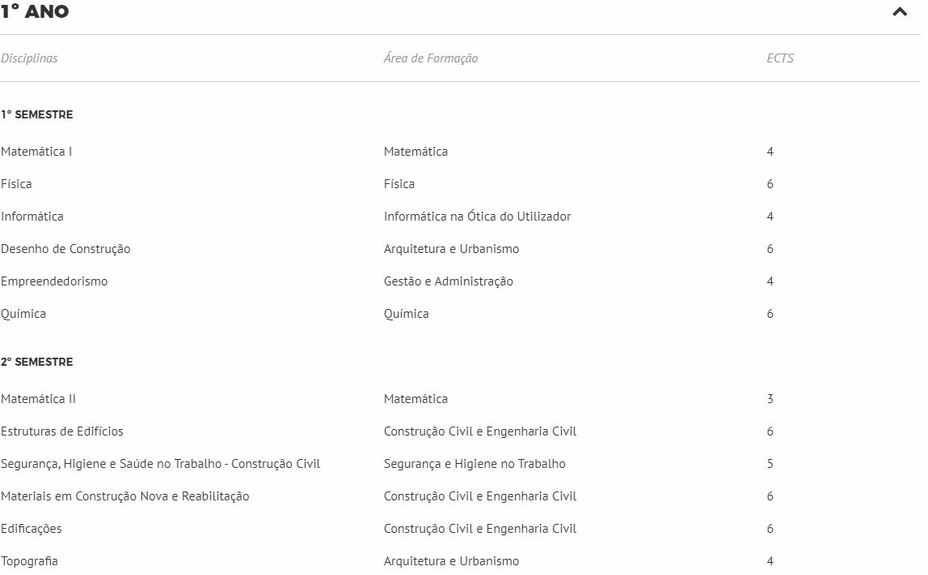 1º ANO
Disciplinas Área de Formação ECTS
1º SEMESTRE
Matemática I Matemática 4
Física Física 6
Informática Informática na Ótica do Utilizador 4
Desenho de Construção Arquitetura e Urbanismo 6
Empreendedorismo Gestão e Administração 4
Química Química 6
2º SEMESTRE
Matemática II Matemática 3
Estruturas de Edifícios Construção Civil e Engenharia Civil 6
Segurança, Higiene e Saúde no Trabalho - Construção Civil Segurança e Higiene no Trabalho 5
Materiais em Construção Nova e Reabilitação Construção Civil e Engenharia Civil 6
Edificações Construção Civil e Engenharia Civil 6
Topografia Arquitetura e Urbanismo 4